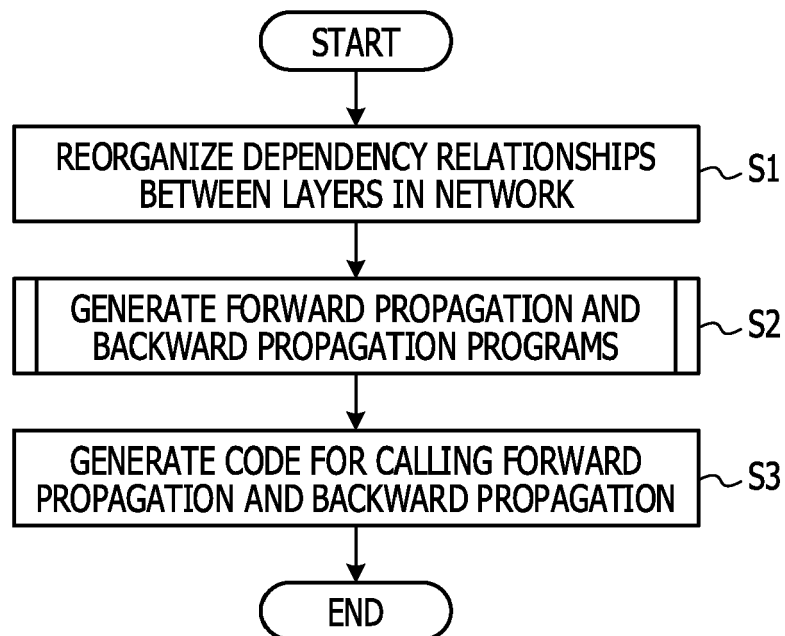 START
REORGANIZE DEPENDENCY RELATIONSHIPS
BETWEEN LAYERS IN NETWORK
S1
GENERATE FORWARD PROPAGATION AND
BACKWARD PROPAGATION PROGRAMS
S2
GENERATE CODE FOR CALLING FORWARD
PROPAGATION AND BACKWARD PROPAGATION
S3
END